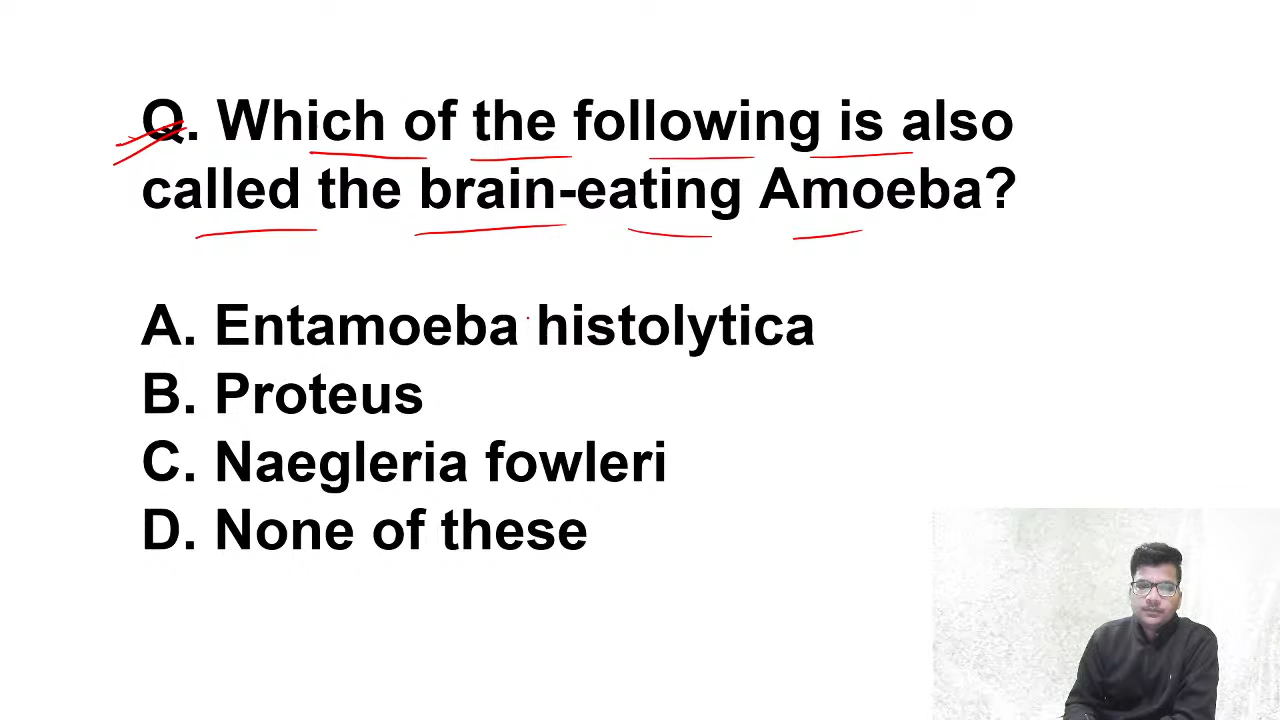 Q. Which of the following is also
called the brain-eating Amoeba?
A. Entamoeba histolytica
B. Proteus
C. Naegleria fowleri
D. None of these